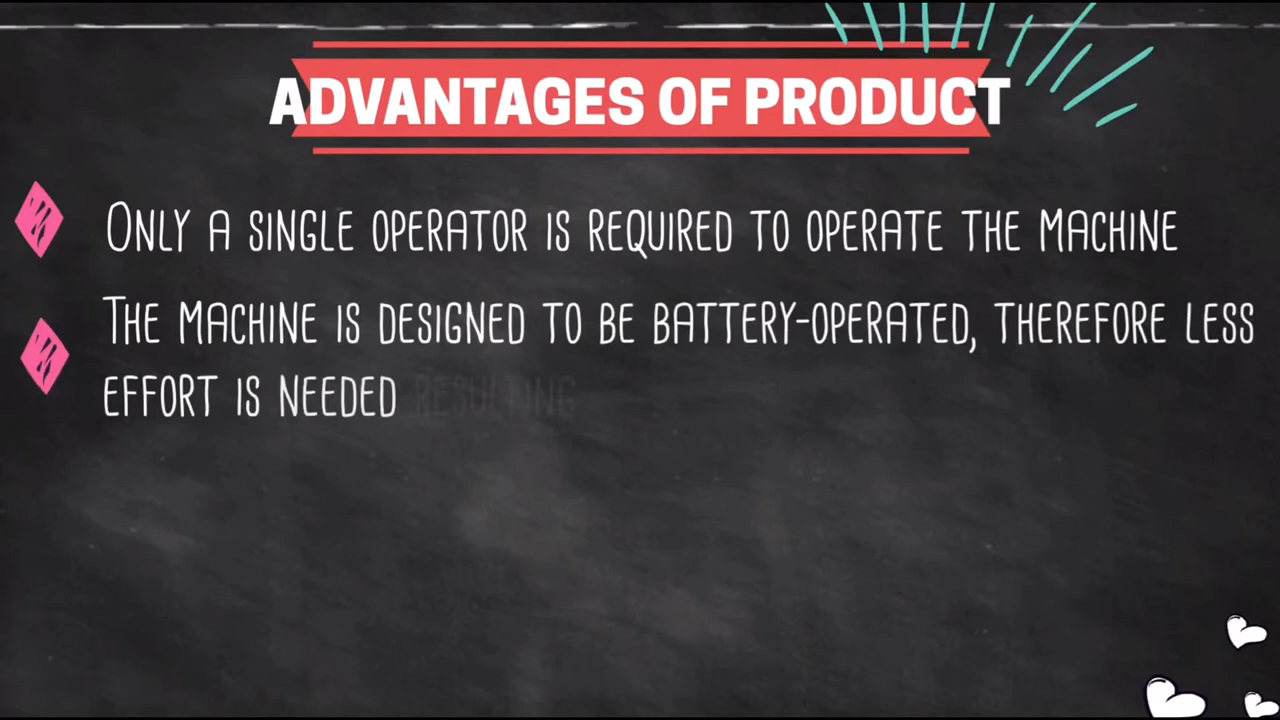 ADVANTAGES OF PRODUCT
ONLY A SINGLE OPERATOR IS REQUIRED TO OPERATE THE MACHINE
THE MACHINE IS DESIGNED TO BE BATTERY-OPERATED, THEREFORE LESS
EFFORT IS NEEDED RESULTING